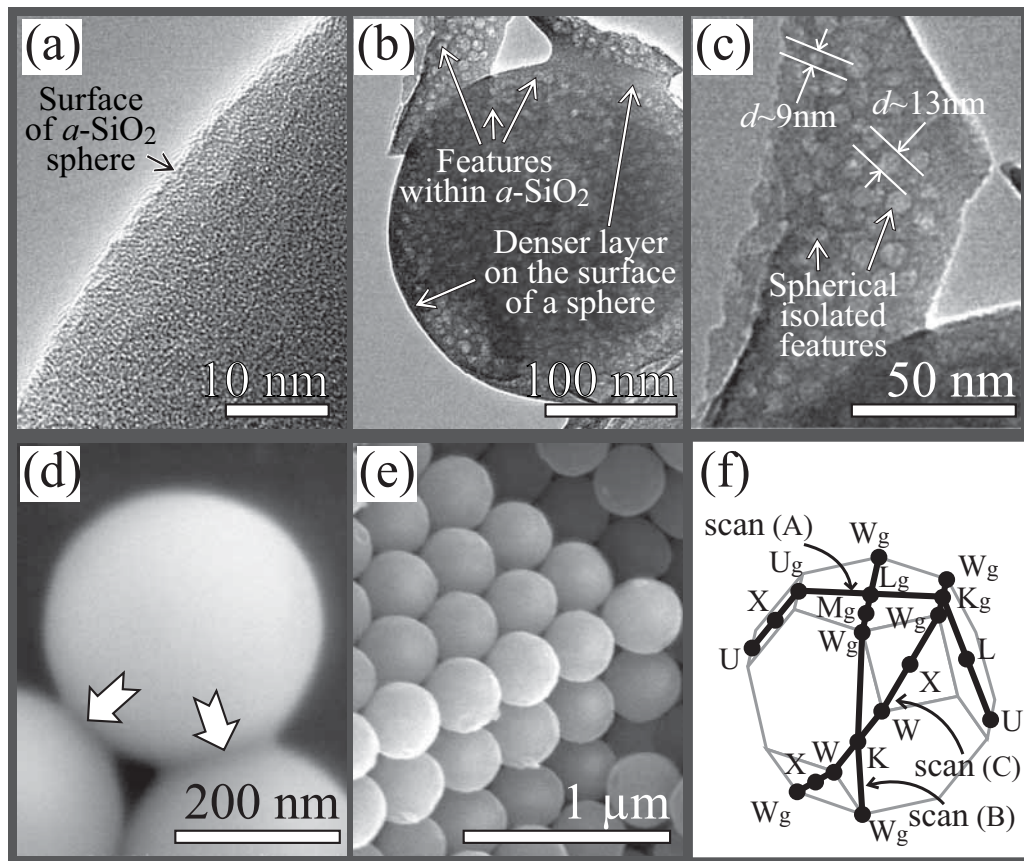 (a)
Surface
of a-SiO2
sphere
10 nm
(b)
Features
within a-SiO2
Denser layer
on the surface
of a sphere
100 nm
(c)
d~9nm
d~13nm
Spherical
isolated
features
50 nm
(d)
200 nm
(e)
1 µm
(f)
scan (A)
Wg
Ug
Lg
Wg
X
Mg
Wg
Kg
Wg
U
L
X
W
U
K
W
X
scan (C)
Wg
Wg
scan (B)